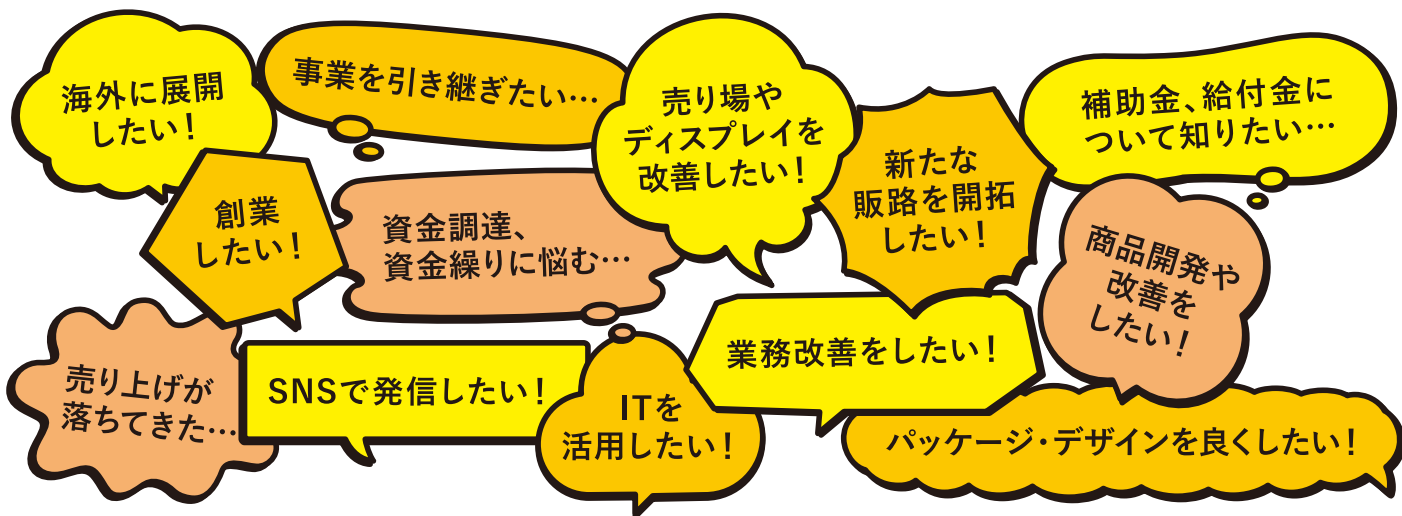 海外に展開
したい！
事業を引き継ぎたい…
売り場や
ディスプレイを
改善したい！
新たな
販路を開拓
したい！
補助金、給付金に
ついて知りたい…
創業
したい！
資金調達、
資金繰りに悩む…
商品開発や
改善を
したい！
売り上げが
落ちてきた…
SNSで発信したい！
ITを
活用したい！
業務改善をしたい！
パッケージ・デザインを良くしたい！